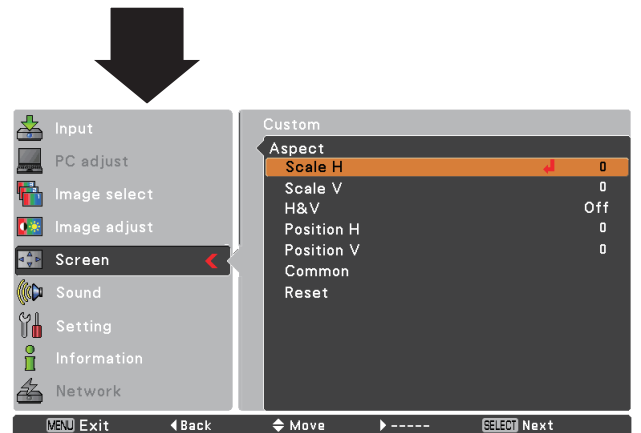 Input
PC adjust
Image select
Image adjust
Screen
Sound
Setting
Information
Network
Custom
Aspect
Scale H 0
Scale V 0
H&V Off
Position H 0
Position V 0
Common
Reset
MENU Exit Back Move ----- SELECT Next